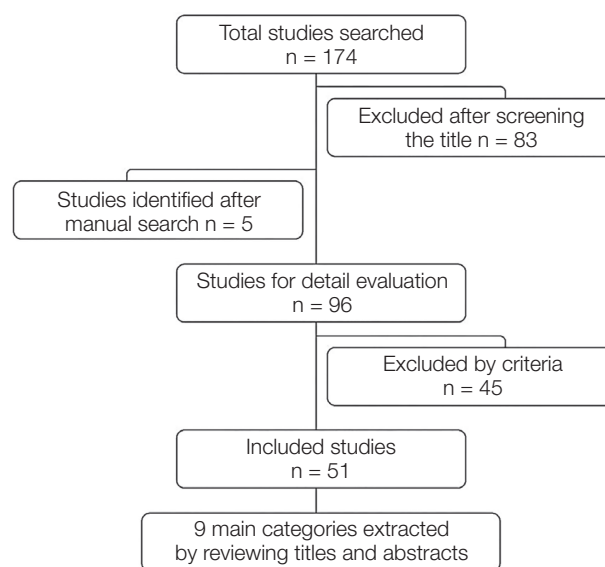 Total studies searched
n = 174
Excluded after screening
the title n = 83
Studies identified after
manual search n = 5
Studies for detail evaluation
n = 96
Excluded by criteria
n = 45
Included studies
n = 51
9 main categories extracted
by reviewing titles and abstracts